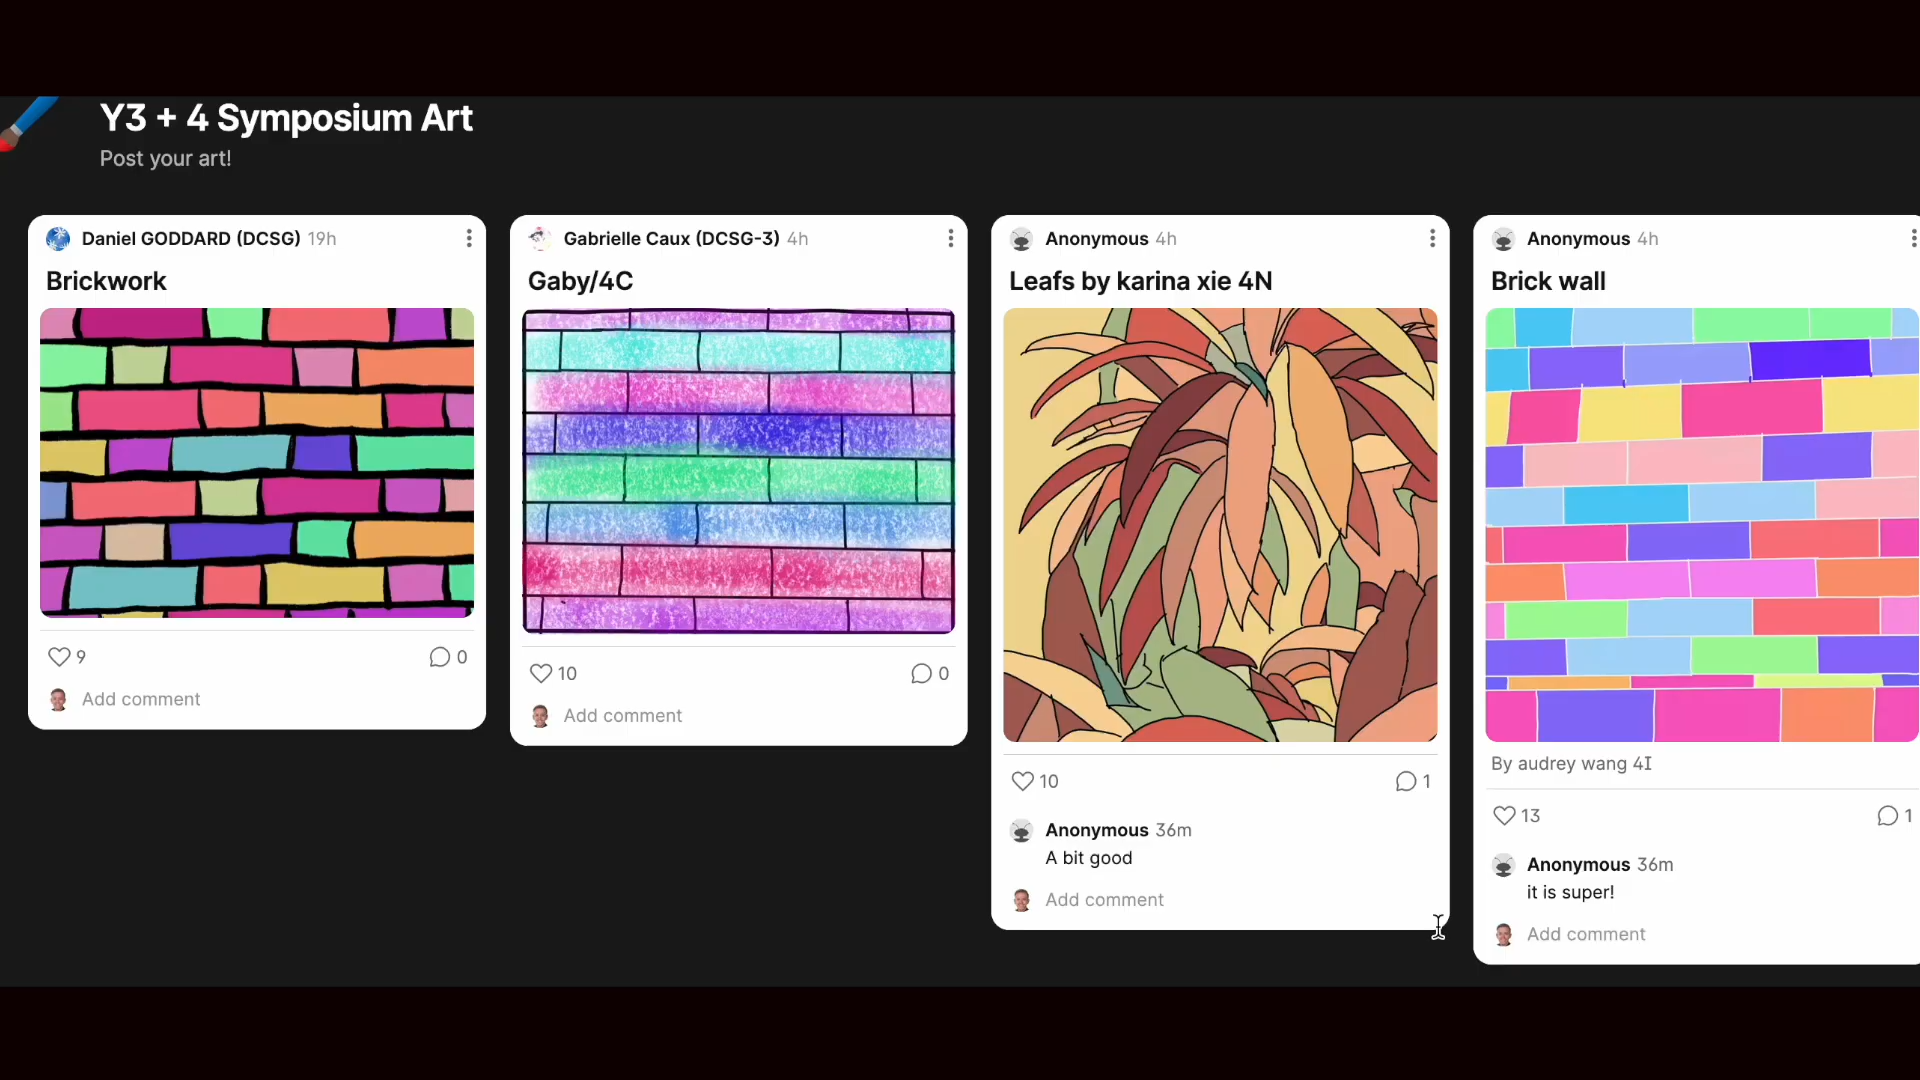 Y3 + 4 Symposium Art
Post your art!
Daniel GODDARD (DCSG) 19h
Brickwork
9 0
Add comment
Gabrielle Caux (DCSG-3) 4h
Gaby/4C
10 0
Add comment
Anonymous 4h
Leafs by karina xie 4N
10 1
Anonymous 36m
A bit good
Add comment
Anonymous 4h
Brick wall
By audrey wang 4I
13 1
Anonymous 36m
it is super!
Add comment